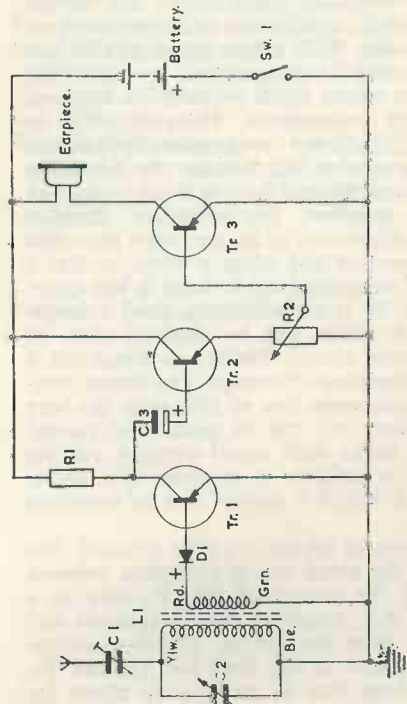 C1
L1
Ylw.
Rd.
+
C2
Ble.
Grn.
D1
R1
Tr.1
C3
+
Tr.2
R2
Tr 3
Earpiece.
Battery.
+
Sw. 1